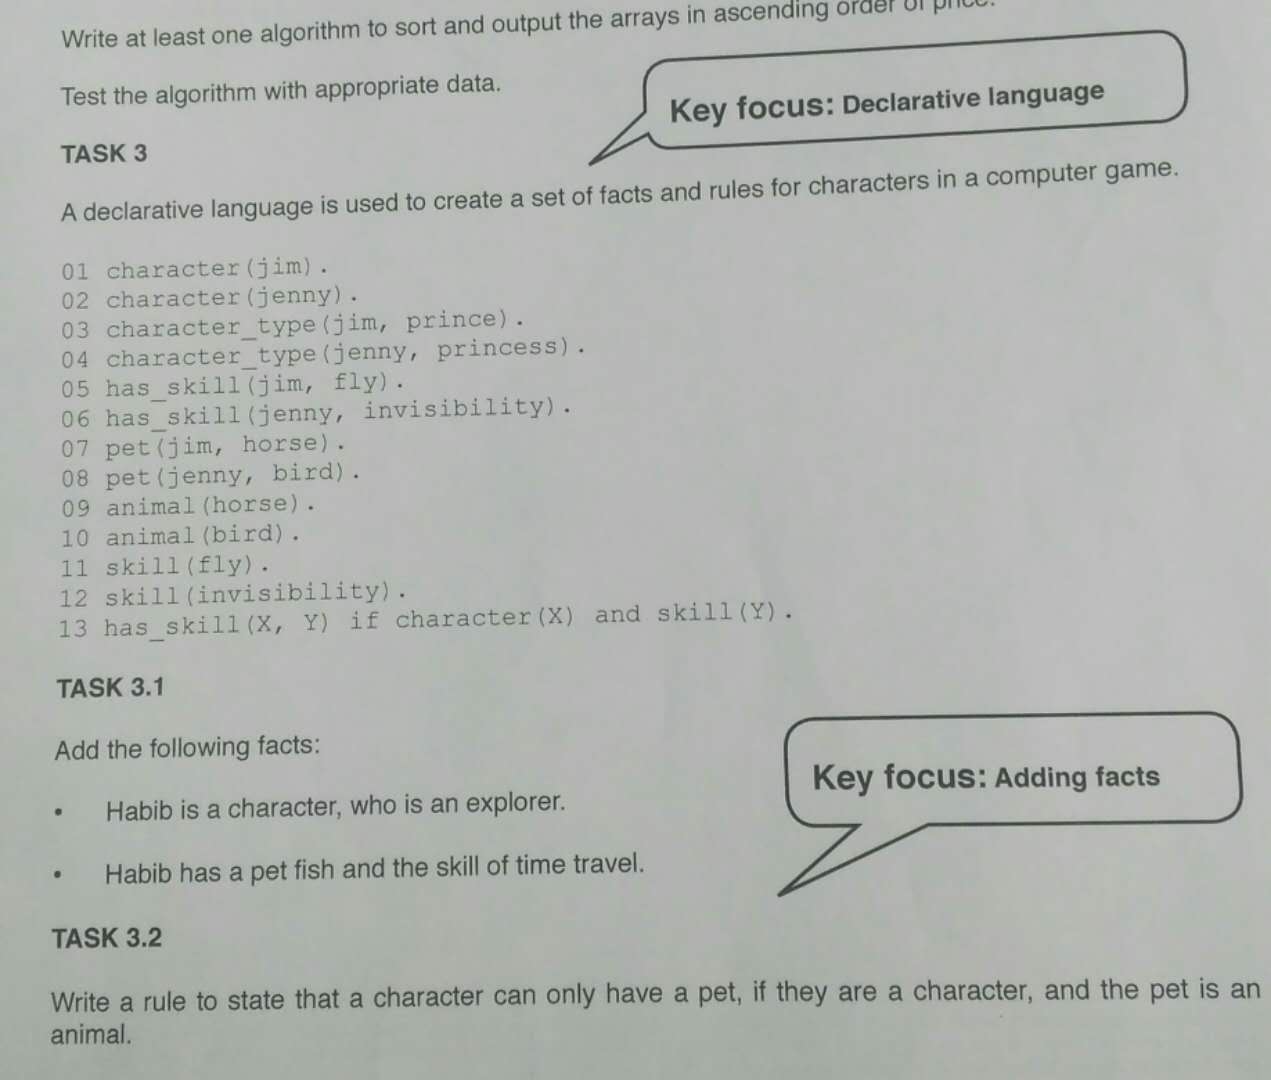 Write at least one algorithm to sort and output the arrays in ascending order of price.
Test the algorithm with appropriate data.
Key focus: Declarative language
TASK 3
A declarative language is used to create a set of facts and rules for characters in a computer game.
01 character(jim).
02 character(jenny).
03 character_type(jim, prince).
04 character_type(jenny, princess).
05 has_skill(jim, fly).
06 has_skill(jenny, invisibility).
07 pet(jim, horse).
08 pet(jenny, bird).
09 animal(horse).
10 animal(bird).
11 skill(fly).
12 skill(invisibility).
13 has_skill(X, Y) if character(X) and skill(Y).
TASK 3.1
Add the following facts:
Key focus: Adding facts
• Habib is a character, who is an explorer.
• Habib has a pet fish and the skill of time travel.
TASK 3.2
Write a rule to state that a character can only have a pet, if they are a character, and the pet is an
animal.